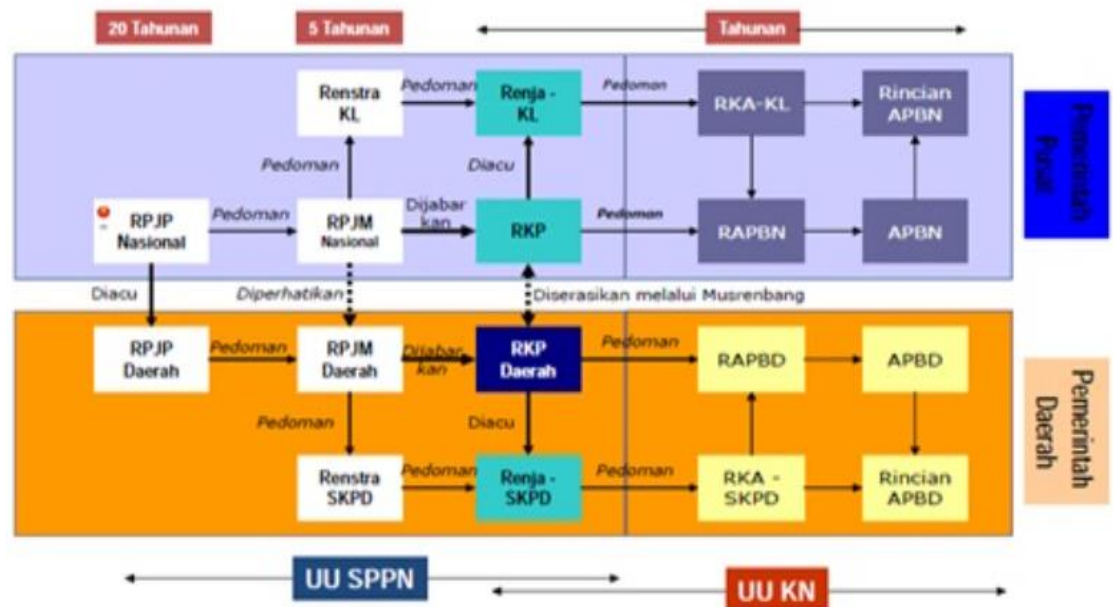 20 Tahunan
5 Tahunan
Tahunan
Renstra
KL
Pedoman
Renja -
KL
Pedoman
RKA-KL
Rincian
APBN
Pedoman
Diacu
RPJP
Nasional
Pedoman
RPJM
Nasional
Dijabar
kan
RKP
Pedoman
RAPBN
APBN
Pemerintah
Pusat
Diacu
Diperhatikan
Diserasikan melalui Musrenbang
RPJP
Daerah
Pedoman
RPJM
Daerah
Dijabar
kan
RKP
Daerah
Pedoman
RAPBD
APBD
Pedoman
Diacu
Renstra
SKPD
Pedoman
Renja -
SKPD
Pedoman
RKA -
SKPD
Rincian
APBD
Pemerintah
Daerah
UU SPPN
UU KN